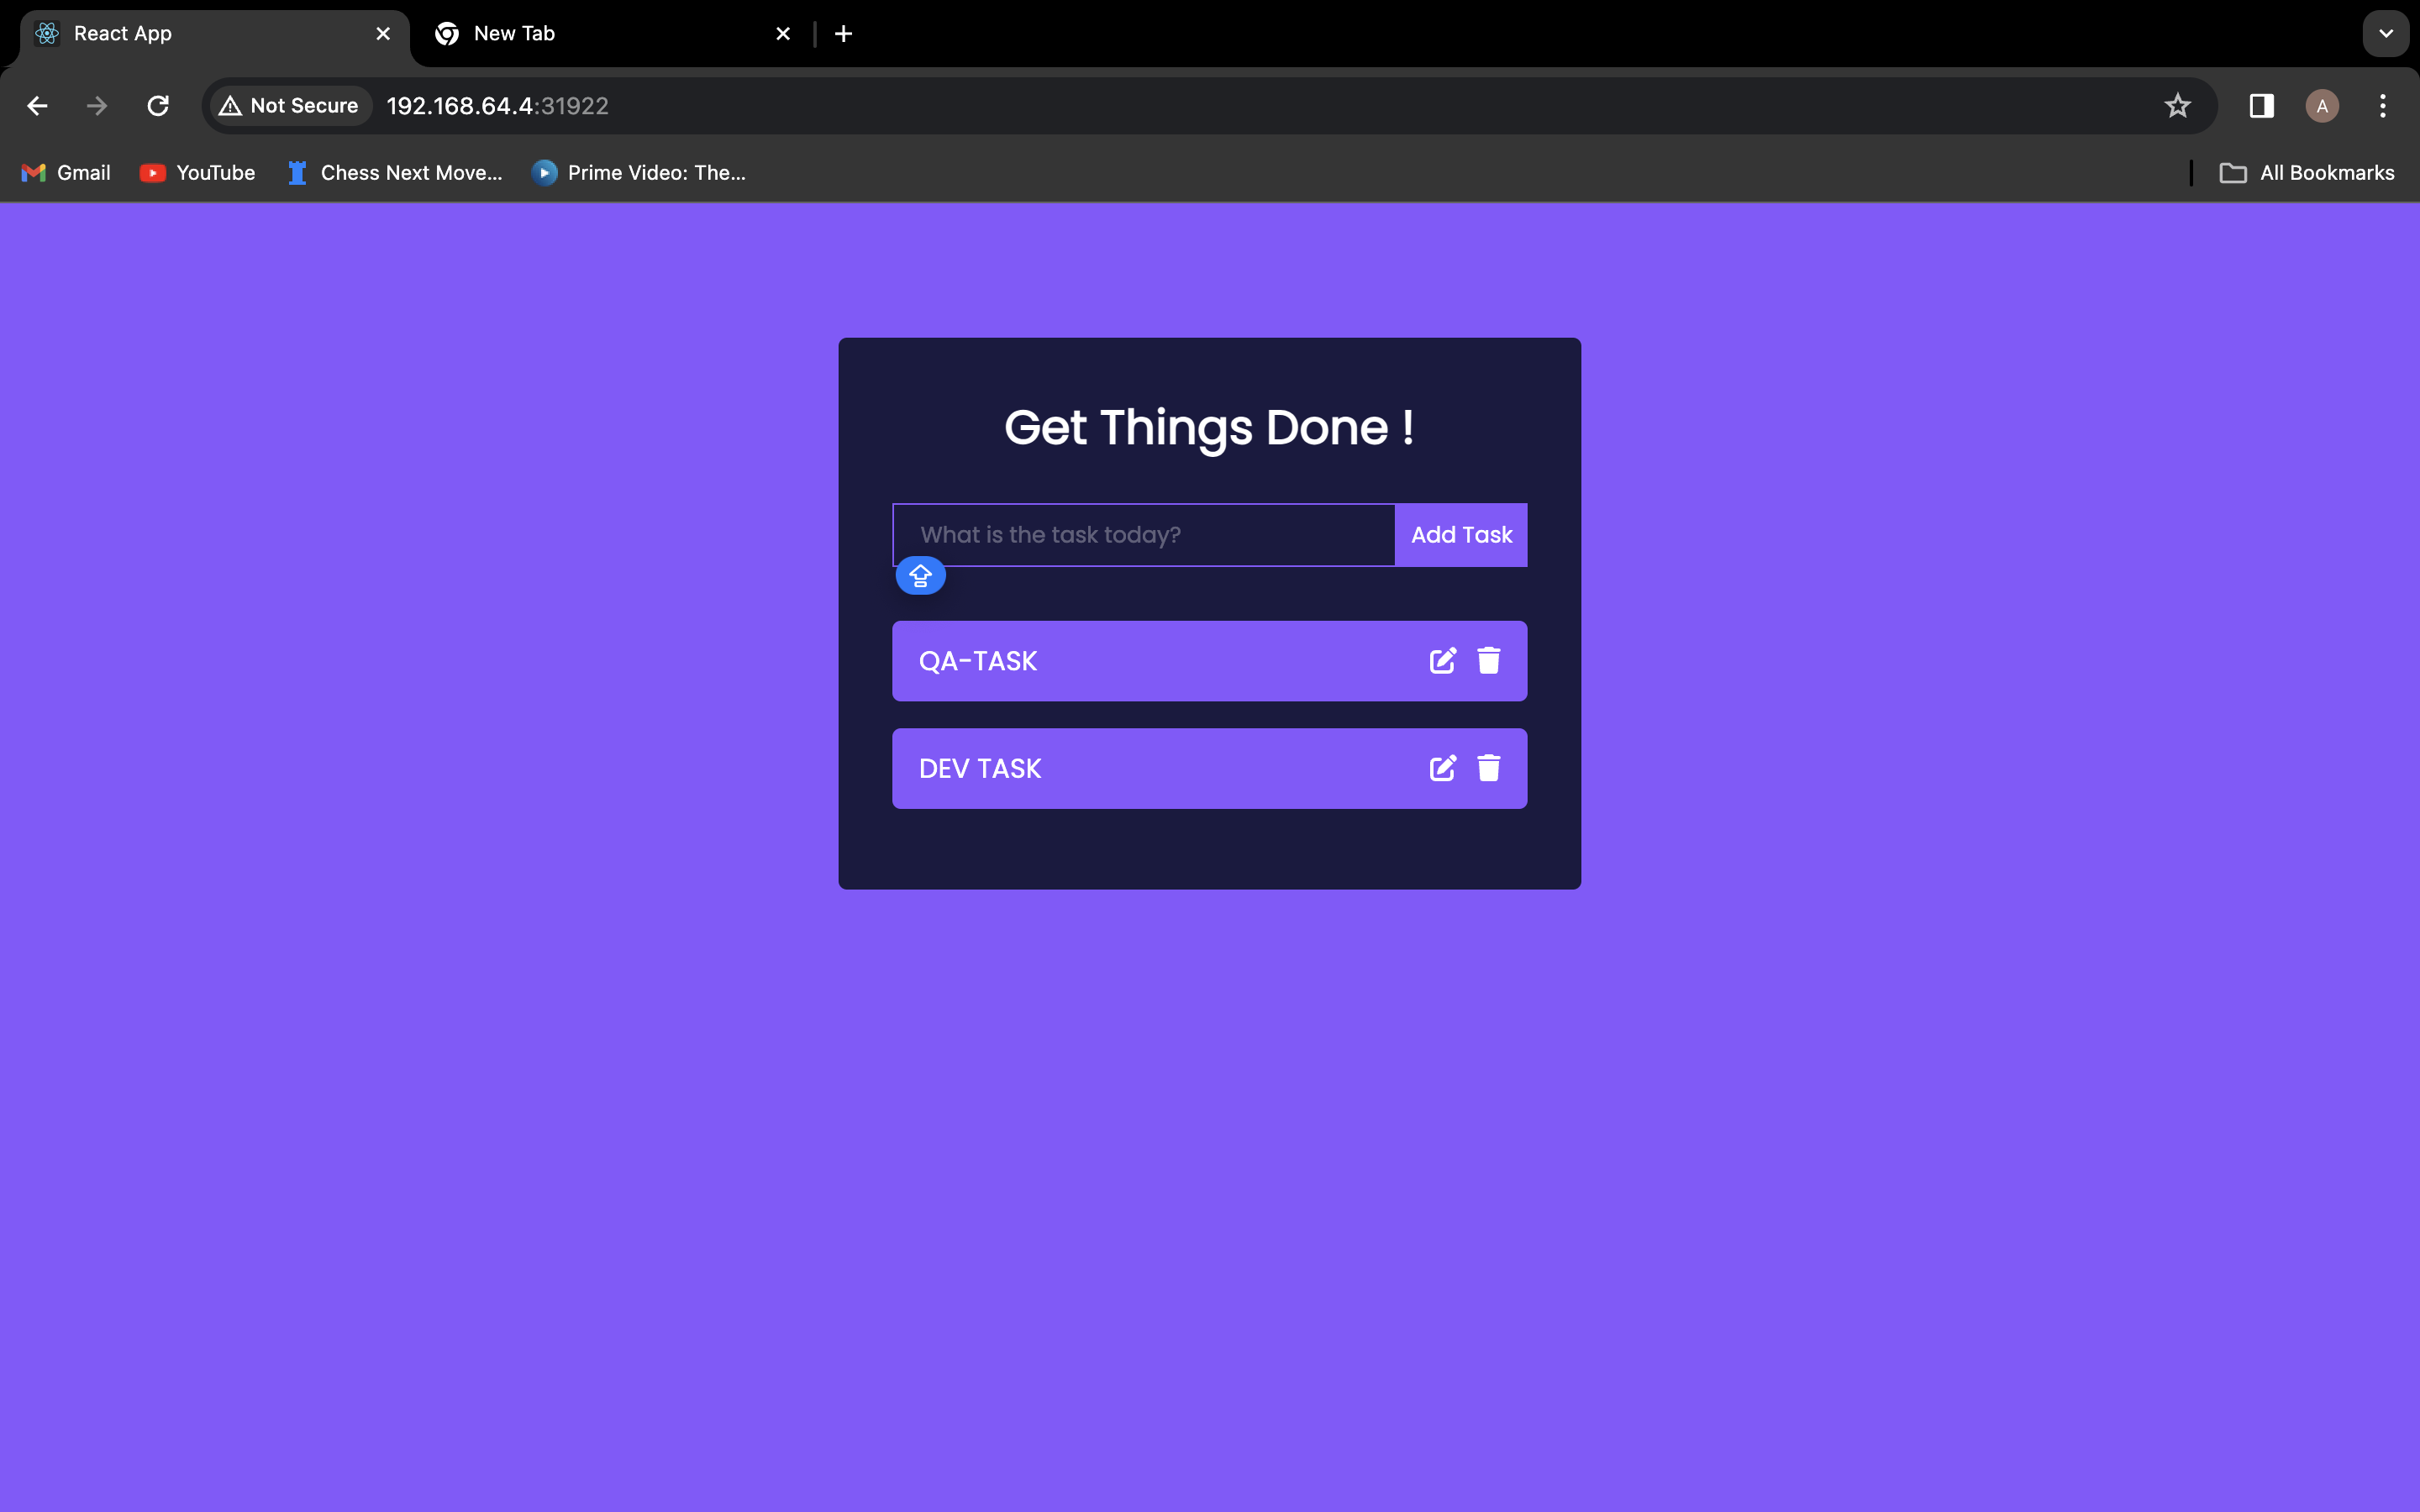 React App
New Tab
Not Secure 192.168.64.4:31922
A
Gmail YouTube Chess Next Move... Prime Video: The... All Bookmarks
Get Things Done !
What is the task today? Add Task
QA-TASK
DEV TASK